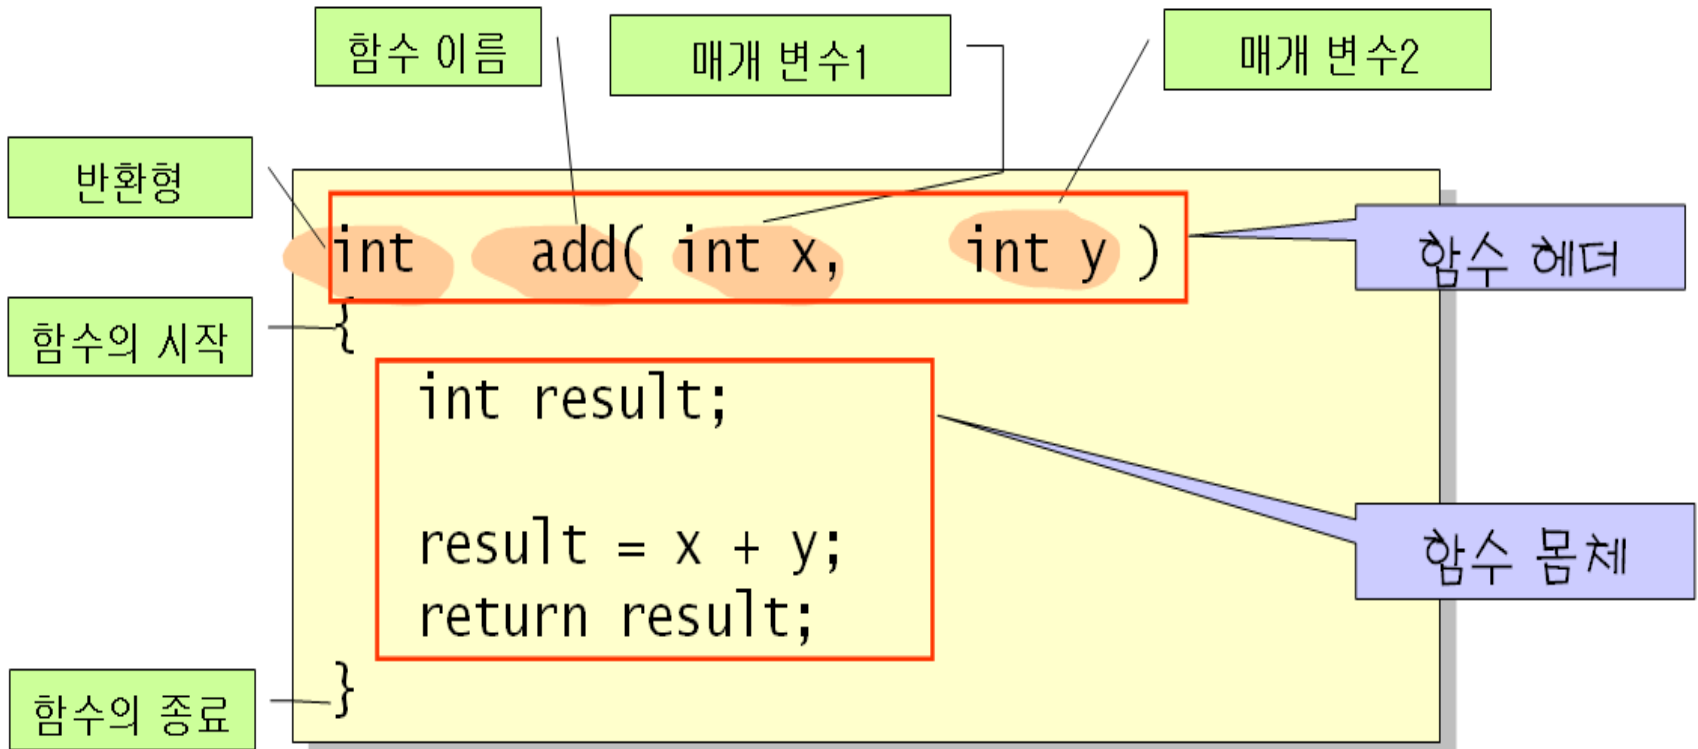 함수 이름
매개 변수1
매개 변수2
반환형
int add( int x, int y )
함수 헤더
함수의 시작
{
int result;
result = x + y;
return result;
함수 몸체
}
함수의 종료